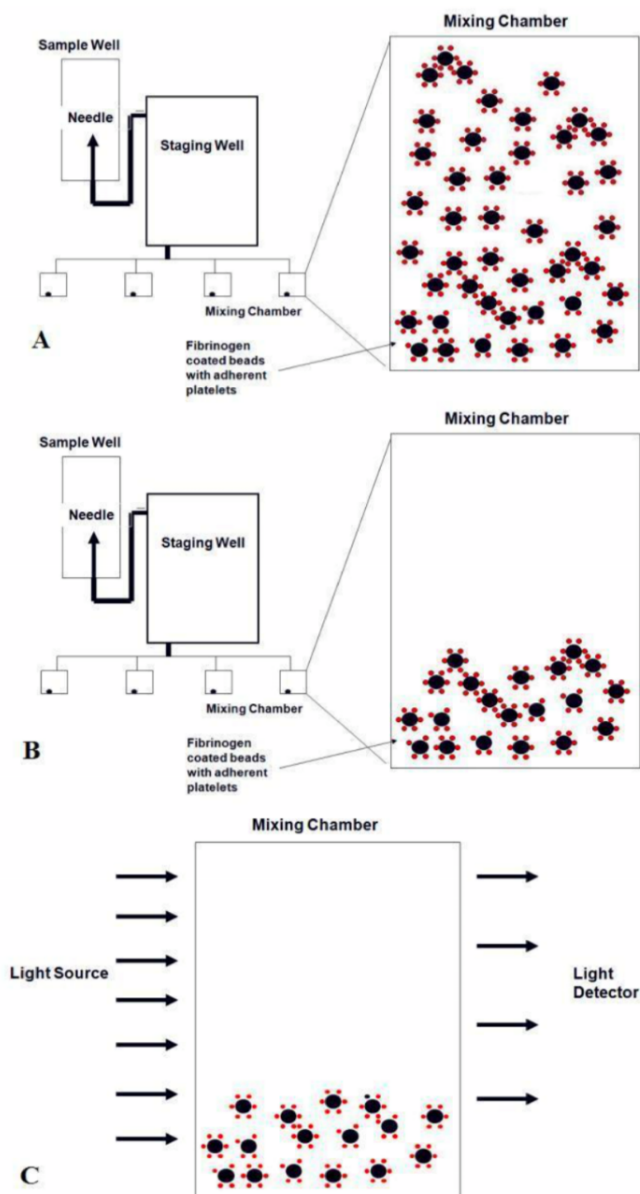 Mixing Chamber
Sample Well
Needle
Staging Well
Mixing Chamber
A
Fibrinogen
coated beads
with adherent
platelets
Mixing Chamber
Sample Well
Needle
Staging Well
Mixing Chamber
B
Fibrinogen
coated beads
with adherent
platelets
Mixing Chamber
Light Source
Light
Detector
C